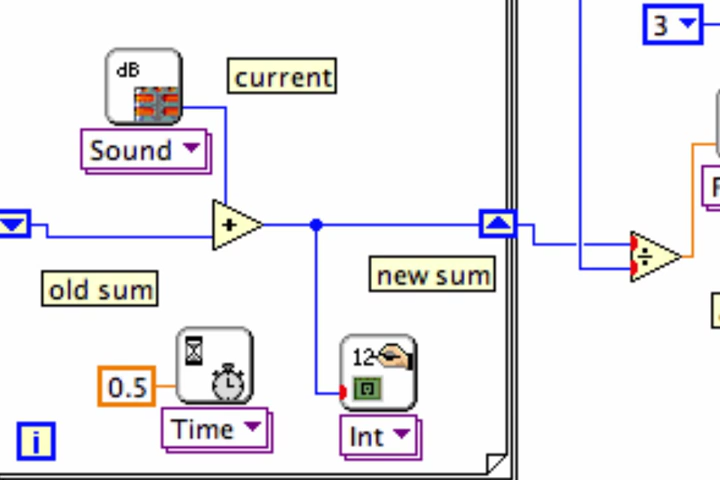 dB
current
3
Sound
+
÷
old sum
new sum
12
0.5
Time
Int
i